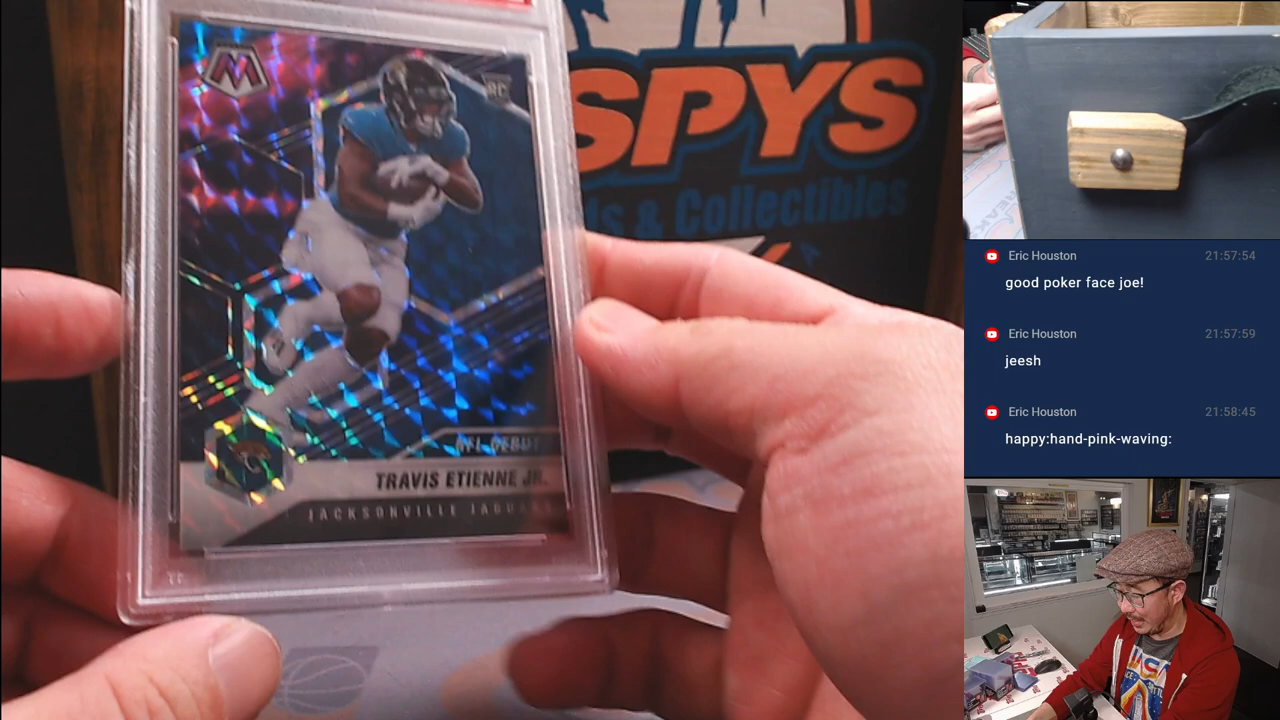 M
RC
SPYS
& Collectibles
NFL DEBUT
TRAVIS ETIENNE JR.
JACKSONVILLE JAGUARS
Eric Houston 21:57:54
good poker face joe!
Eric Houston 21:57:59
jeesh
Eric Houston 21:58:45
happy:hand-pink-waving: